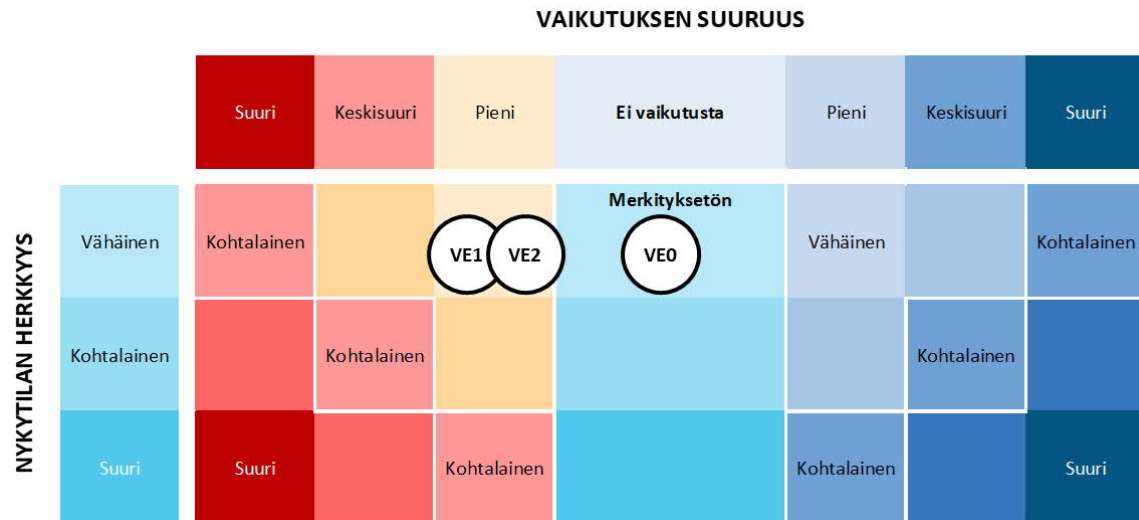 VAIKUTUKSEN SUURUUS
Suuri Keskisuuri Pieni Ei vaikutusta Pieni Keskisuuri Suuri
NYKYTILAN HERKKYYS
Merkityksetön
Vähäinen Kohtalainen Vähäinen Kohtalainen
VE1 VE2 VE0
Kohtalainen Kohtalainen Kohtalainen
Suuri Suuri Kohtalainen Kohtalainen Suuri